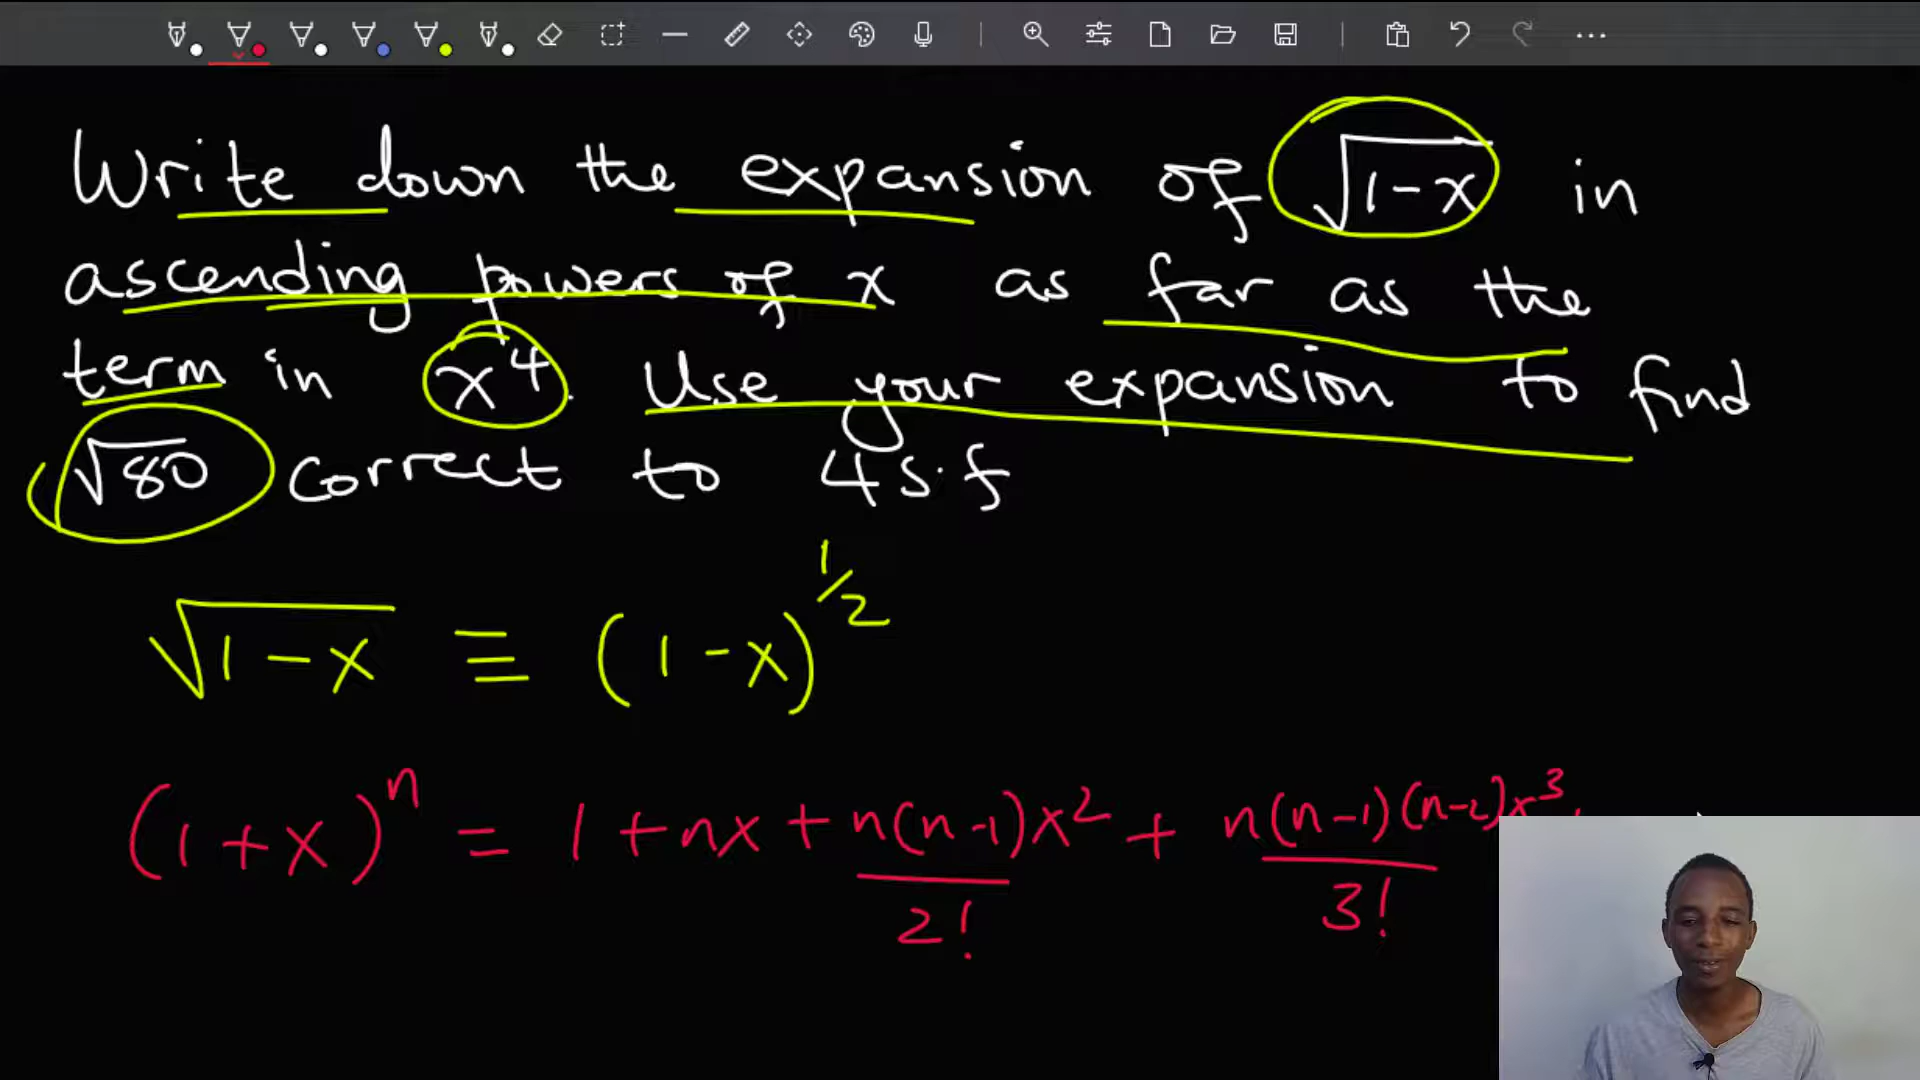 Write down the expansion of √1-x in
ascending powers of x as far as the
term in x⁴. Use your expansion to find
√80 correct to 4 s.f
√1-x ≡ (1-x)^1/2
(1+x)^n = 1 + nx + n(n-1)x²/2! + n(n-1)(n-2)x³/3!